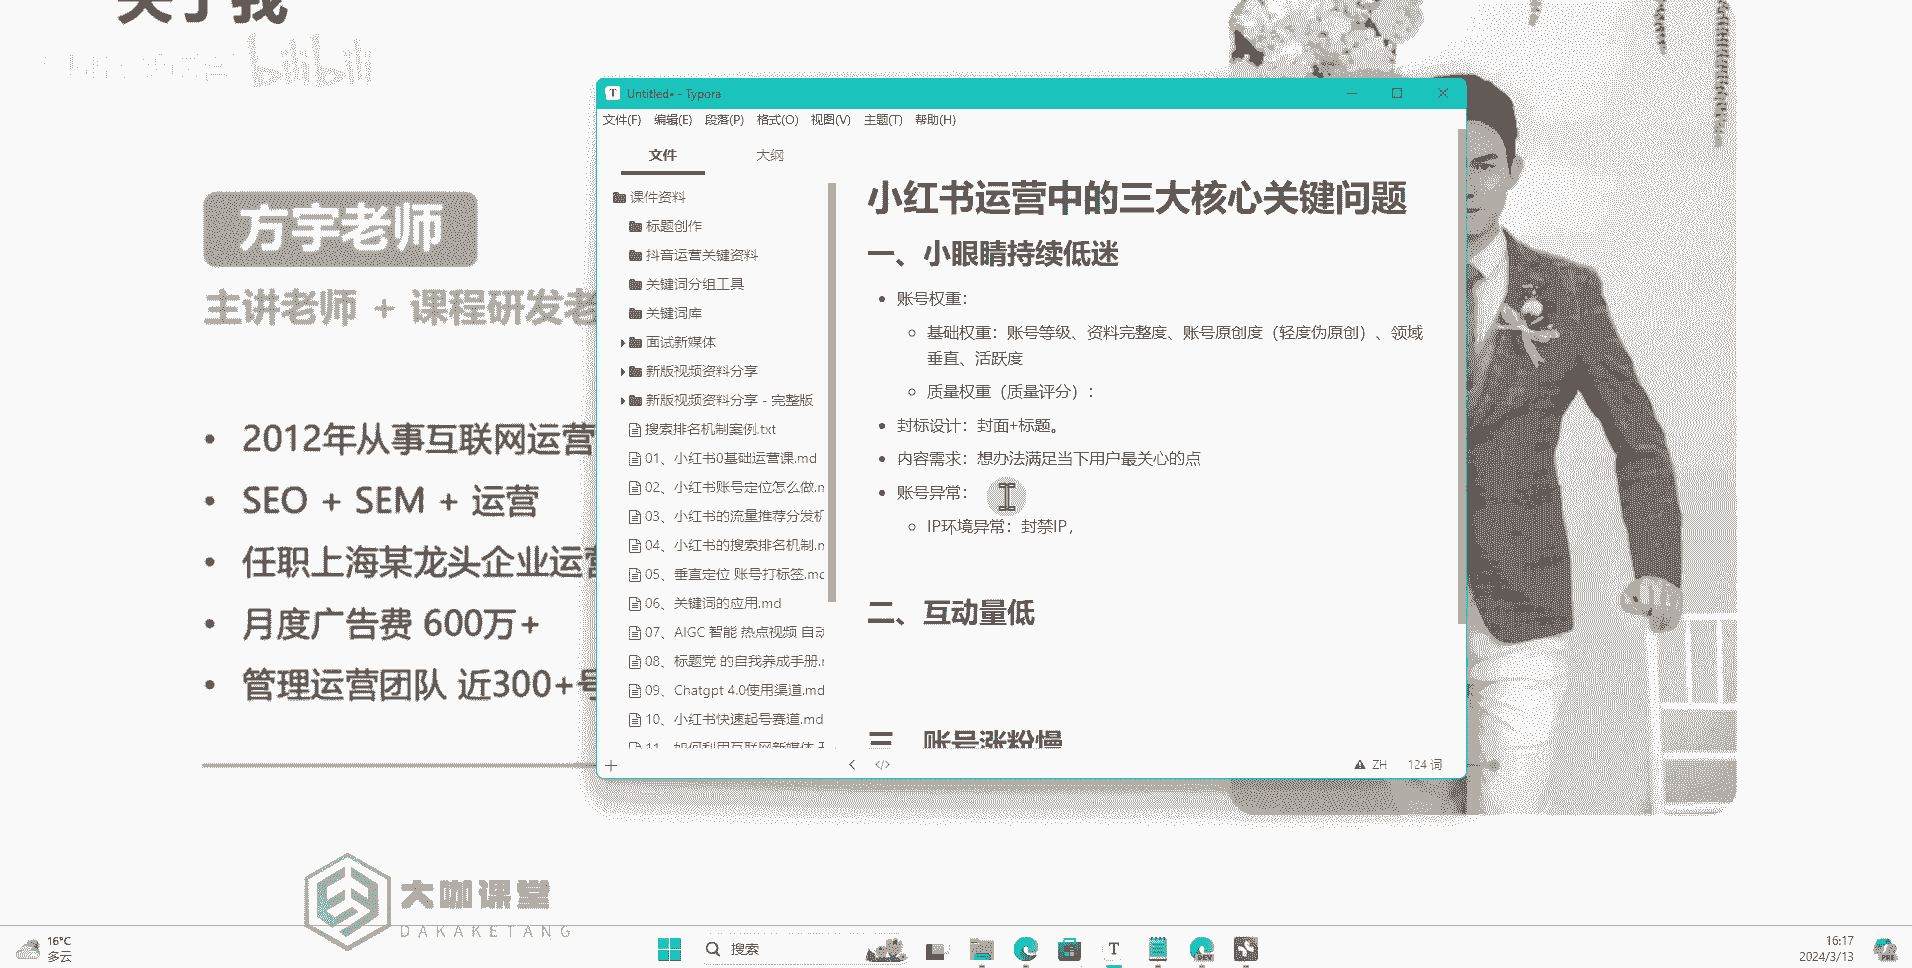 关于我
bilibili
方宇老师
主讲老师 + 课程研发老
2012年从事互联网运营
SEO + SEM + 运营
任职上海某龙头企业运营
月度广告费 600万+
管理运营团队 近300+号
大咖课堂
DAKAKETANG
Untitled• - Typora
文件(F) 编辑(E) 段落(P) 格式(O) 视图(V) 主题(T) 帮助(H)
文件 大纲
课件资料
标题创作
抖音运营关键资料
关键词分组工具
关键词库
面试新媒体
新版视频资料分享
新版视频资料分享 - 完整版
搜索排名机制案例.txt
01、小红书0基础运营课.md
02、小红书账号定位怎么做.m
03、小红书的流量推荐分发机
04、小红书的搜索排名机制.m
05、垂直定位 账号打标签.md
06、关键词的应用.md
07、AIGC 智能 热点视频 自动
08、标题党 的自我养成手册.m
09、Chatgpt 4.0使用渠道.md
10、小红书快速起号赛道.md
11、如何利用互联网新媒体
小红书运营中的三大核心关键问题
一、小眼睛持续低迷
账号权重：
基础权重：账号等级、资料完整度、账号原创度（轻度伪原创）、领域
垂直、活跃度
质量权重（质量评分）：
封标设计：封面+标题。
内容需求：想办法满足当下用户最关心的点
账号异常：
IP环境异常：封禁IP，
二、互动量低
三、账号涨粉慢
ZH 124 词
16°C
多云
搜索
16:17
2024/3/13